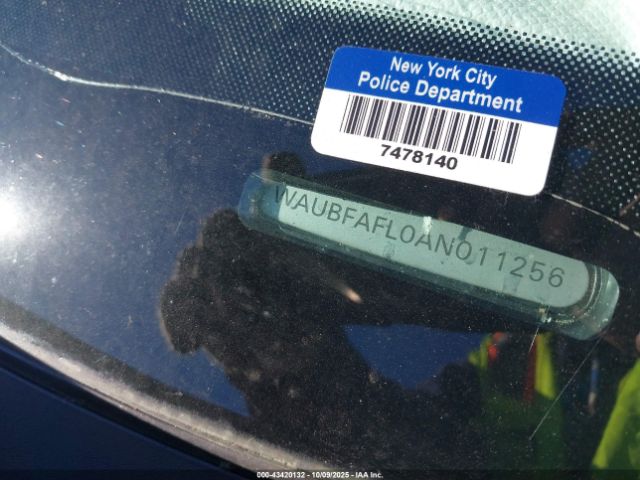 New York City
Police Department
7478140
WAUBFAFL0AN011256
000-43420132 - 10/09/2025 - IAA Inc.